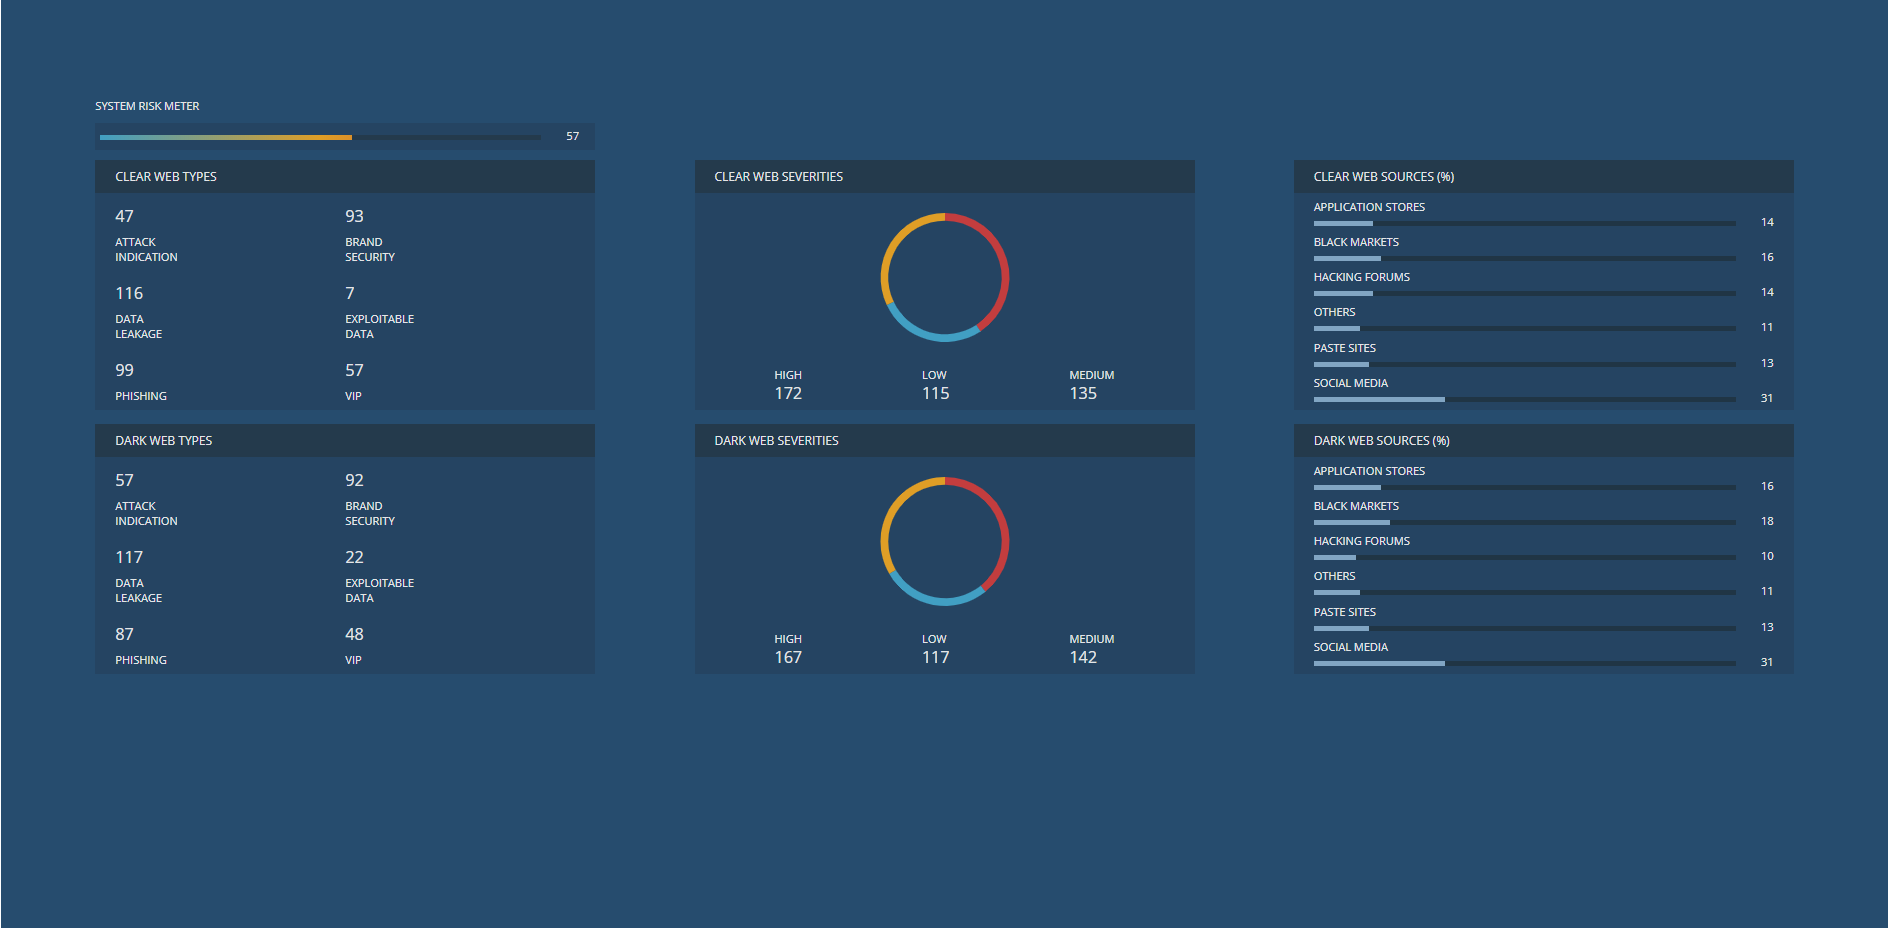 SYSTEM RISK METER
57
CLEAR WEB TYPES
47
93
ATTACK
INDICATION
BRAND
SECURITY
116
7
DATA
LEAKAGE
EXPLOITABLE
DATA
99
57
PHISHING
VIP
CLEAR WEB SEVERITIES
HIGH
172
LOW
115
MEDIUM
135
CLEAR WEB SOURCES (%)
APPLICATION STORES
14
BLACK MARKETS
16
HACKING FORUMS
14
OTHERS
11
PASTE SITES
13
SOCIAL MEDIA
31
DARK WEB TYPES
57
92
ATTACK
INDICATION
BRAND
SECURITY
117
22
DATA
LEAKAGE
EXPLOITABLE
DATA
87
48
PHISHING
VIP
DARK WEB SEVERITIES
HIGH
167
LOW
117
MEDIUM
142
DARK WEB SOURCES (%)
APPLICATION STORES
16
BLACK MARKETS
18
HACKING FORUMS
10
OTHERS
11
PASTE SITES
13
SOCIAL MEDIA
31